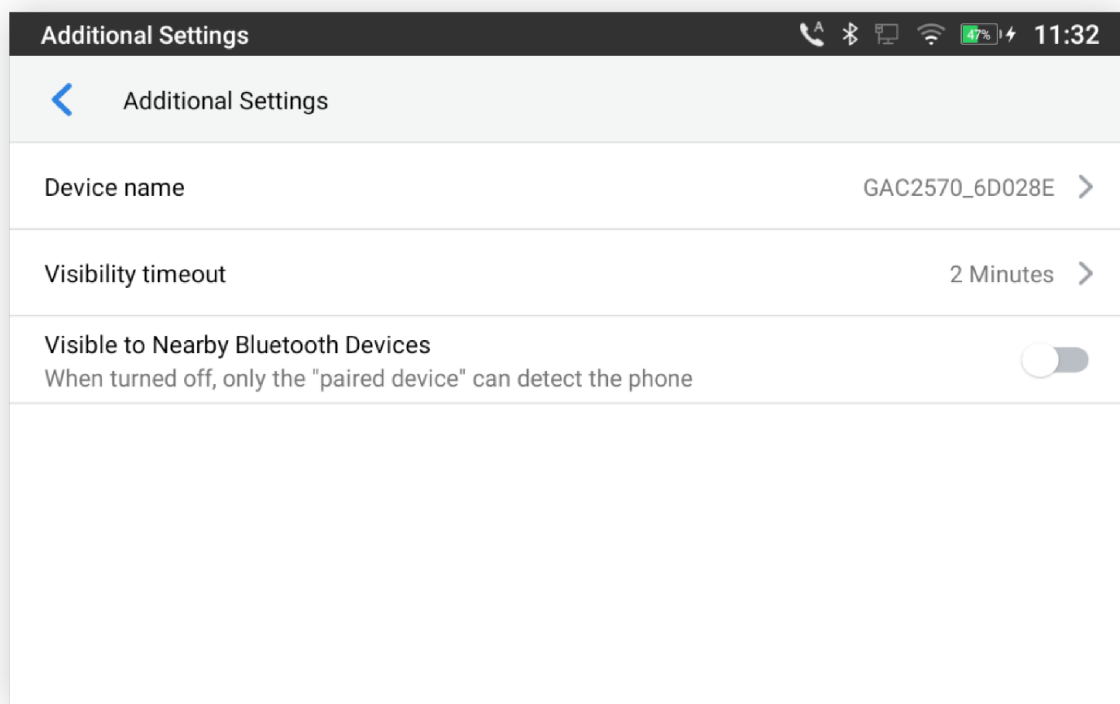 Additional Settings A 47% 11:32
Additional Settings
Device name GAC2570_6D028E
Visibility timeout 2 Minutes
Visible to Nearby Bluetooth Devices
When turned off, only the "paired device" can detect the phone